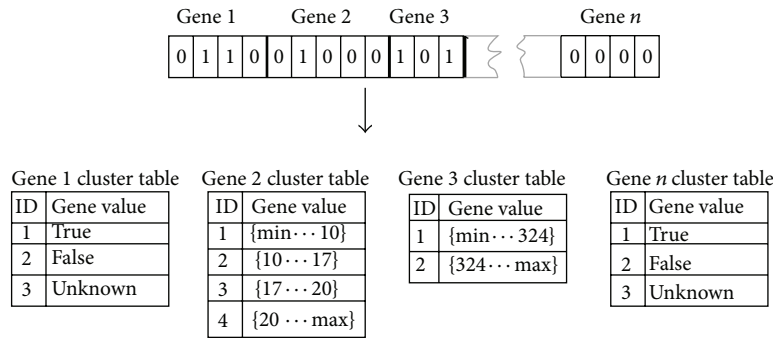 Gene 1 Gene 2 Gene 3 Gene n
0 1 1 0 0 1 0 0 0 1 0 1 0 0 0 0
Gene 1 cluster table
ID Gene value
1 True
2 False
3 Unknown
Gene 2 cluster table
ID Gene value
1 {min··· 10}
2 {10 ··· 17}
3 {17 ··· 20}
4 {20 ··· max}
Gene 3 cluster table
ID Gene value
1 {min··· 324}
2 {324··· max}
Gene n cluster table
ID Gene value
1 True
2 False
3 Unknown